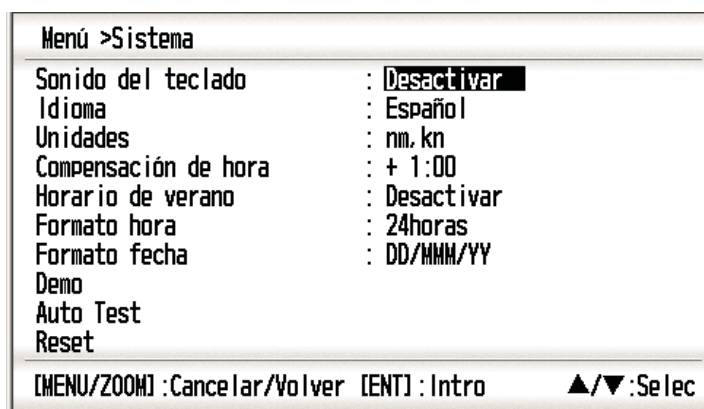 Menú >Sistema
Sonido del teclado : Desactivar
Idioma : Español
Unidades : nm,kn
Compensación de hora : + 1:00
Horario de verano : Desactivar
Formato hora : 24horas
Formato fecha : DD/MMM/YY
Demo
Auto Test
Reset
[MENU/ZOOM]:Cancelar/Volver [ENT]:Intro ▲/▼:Selec